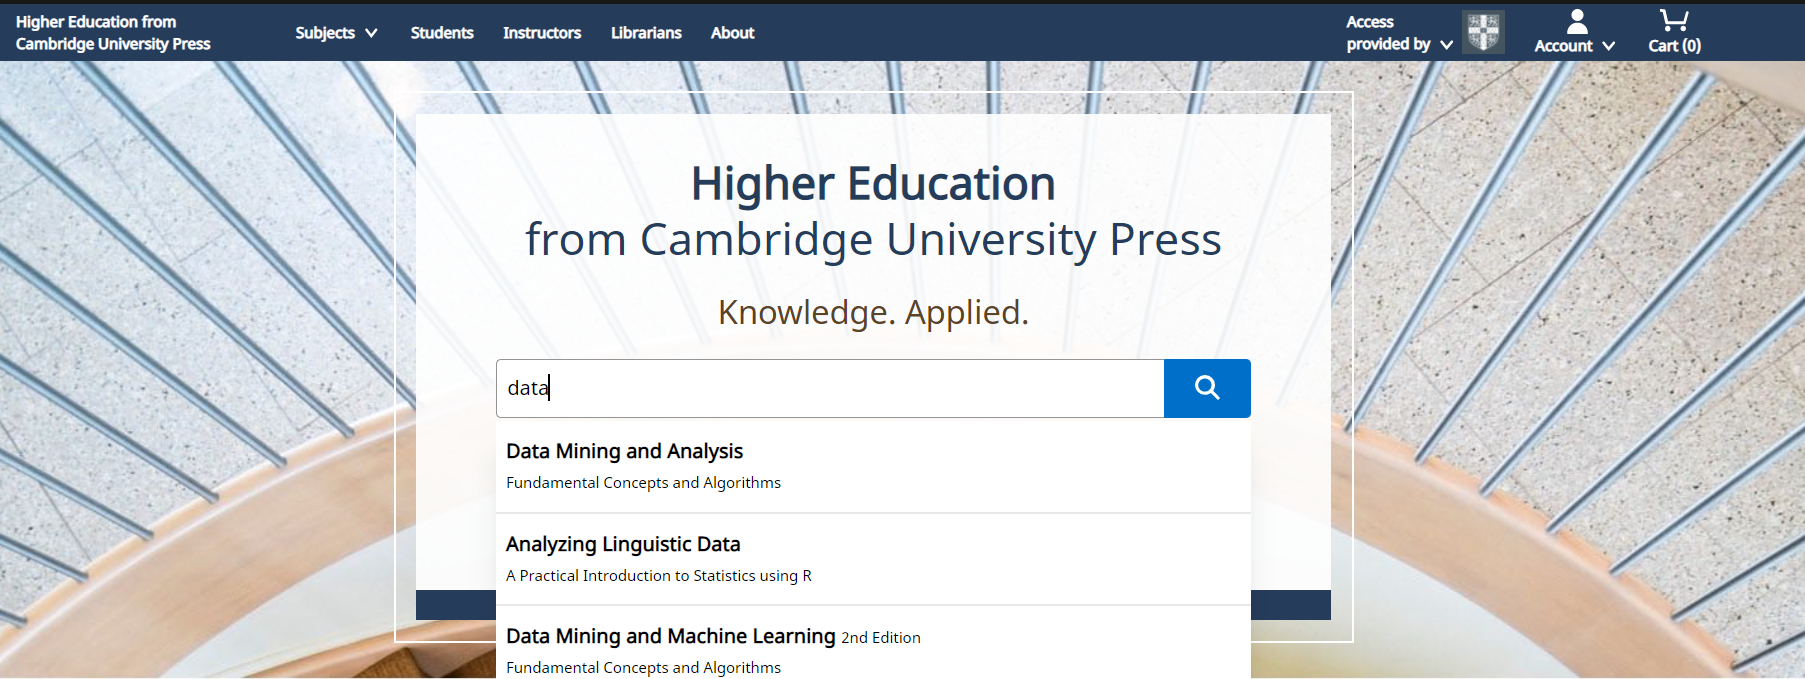 Higher Education from
Cambridge University Press
Subjects
Students
Instructors
Librarians
About
Access
provided by
Account
Cart (0)
Higher Education
from Cambridge University Press
Knowledge. Applied.
data
Data Mining and Analysis
Fundamental Concepts and Algorithms
Analyzing Linguistic Data
A Practical Introduction to Statistics using R
Data Mining and Machine Learning 2nd Edition
Fundamental Concepts and Algorithms